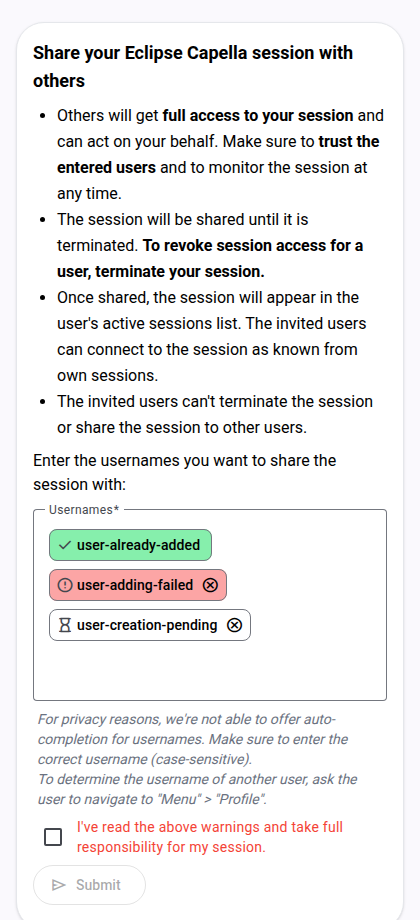 Share your Eclipse Capella session with
others
Others will get full access to your session and
can act on your behalf. Make sure to trust the
entered users and to monitor the session at
any time.
The session will be shared until it is
terminated. To revoke session access for a
user, terminate your session.
Once shared, the session will appear in the
user's active sessions list. The invited users
can connect to the session as known from
own sessions.
The invited users can't terminate the session
or share the session to other users.
Enter the usernames you want to share the
session with:
Usernames*
user-already-added
user-adding-failed
user-creation-pending
For privacy reasons, we're not able to offer auto-
completion for usernames. Make sure to enter the
correct username (case-sensitive).
To determine the username of another user, ask the
user to navigate to "Menu" > "Profile".
I've read the above warnings and take full
responsibility for my session.
Submit